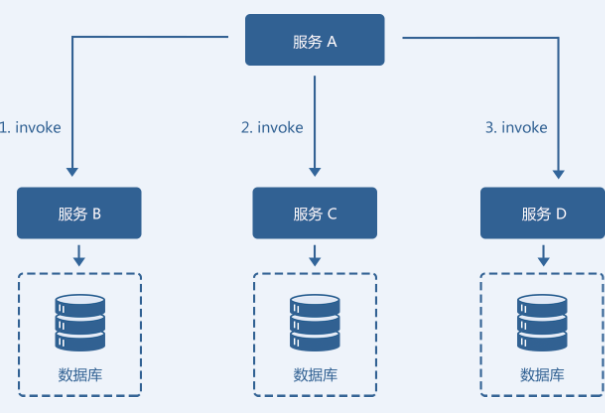 服务 A
1. invoke
2. invoke
3. invoke
服务 B
服务 C
服务 D
数据库
数据库
数据库